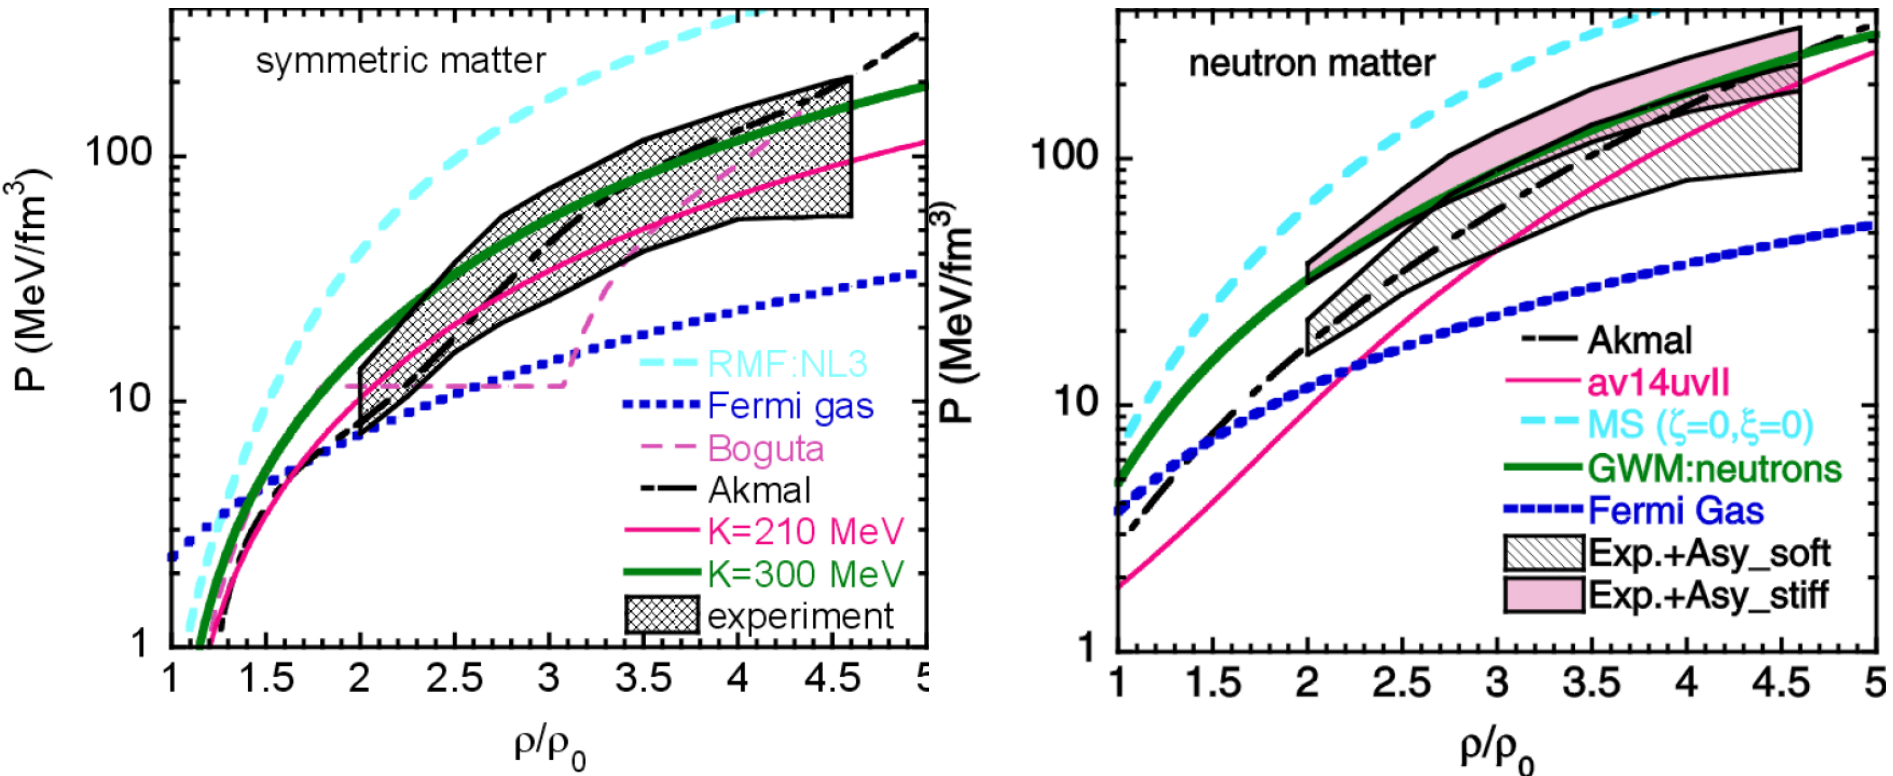 symmetric matter
P (MeV/fm³)
100
10
1
RMF:NL3
Fermi gas
Boguta
Akmal
K=210 MeV
K=300 MeV
experiment
1 1.5 2 2.5 3 3.5 4 4.5 5
ρ/ρ₀
neutron matter
P (MeV/fm³)
100
10
1
Akmal
av14uvII
MS (ζ=0,ξ=0)
GWM:neutrons
Fermi Gas
Exp.+Asy_soft
Exp.+Asy_stiff
1 1.5 2 2.5 3 3.5 4 4.5 5
ρ/ρ₀